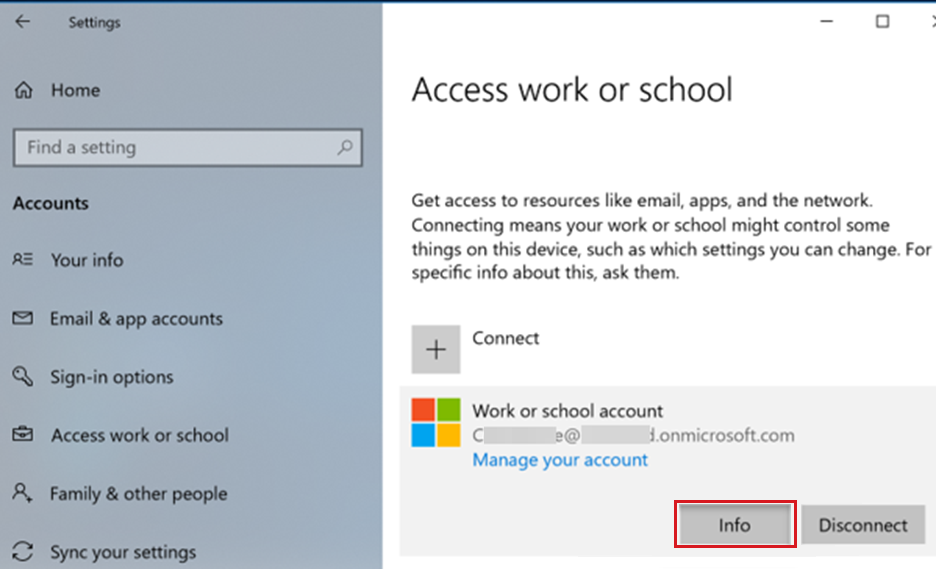 Settings
Home
Find a setting
Accounts
Your info
Email & app accounts
Sign-in options
Access work or school
Family & other people
Sync your settings
Access work or school
Get access to resources like email, apps, and the network.
Connecting means your work or school might control some
things on this device, such as which settings you can change. For
specific info about this, ask them.
Connect
Work or school account
C e@ d.onmicrosoft.com
Manage your account
Info
Disconnect